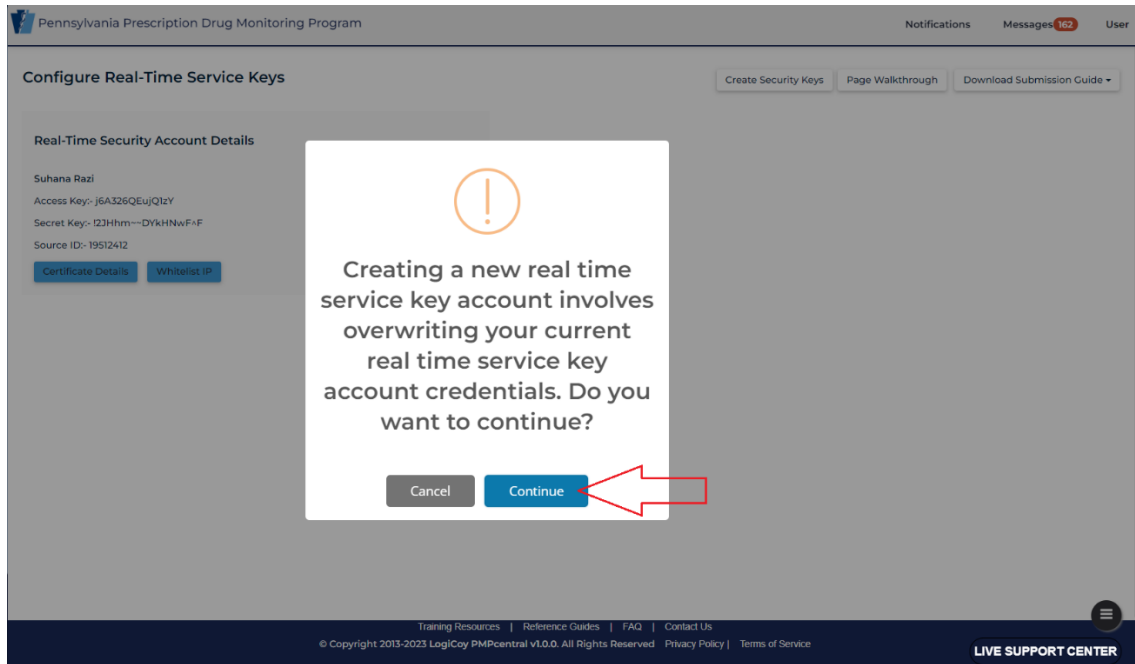 Pennsylvania Prescription Drug Monitoring Program
Notifications Messages 162 User
Configure Real-Time Service Keys
Create Security Keys Page Walkthrough Download Submission Guide
Real-Time Security Account Details
Suhana Razi
Access Key:- j6A326QEujQ1zY
Secret Key:- !2JHhm~~DYkHNwF^F
Source ID:- 19512412
Certificate Details Whitelist IP
Creating a new real time
service key account involves
overwriting your current
real time service key
account credentials. Do you
want to continue?
Cancel Continue
Training Resources | Reference Guides | FAQ | Contact Us
© Copyright 2013-2023 LogiCoy PMPcentral v1.0.0. All Rights Reserved Privacy Policy | Terms of Service
LIVE SUPPORT CENTER